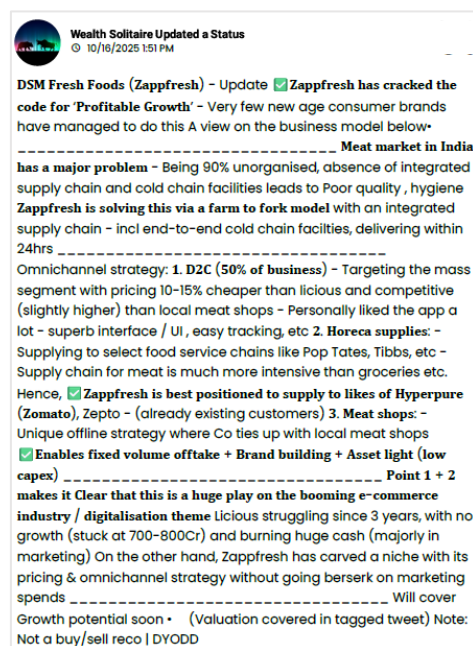 Wealth Solitaire Updated a Status
10/16/2025 1:51 PM
DSM Fresh Foods (Zappfresh) - Update ✅ Zappfresh has cracked the
code for 'Profitable Growth' - Very few new age consumer brands
have managed to do this A view on the business model below•
_________________________________ Meat market in India
has a major problem - Being 90% unorganised, absence of integrated
supply chain and cold chain facilities leads to Poor quality , hygiene
Zappfresh is solving this via a farm to fork model with an integrated
supply chain - incl end-to-end cold chain facilties, delivering within
24hrs _________________________________
Omnichannel strategy: 1. D2C (50% of business) - Targeting the mass
segment with pricing 10-15% cheaper than licious and competitive
(slightly higher) than local meat shops - Personally liked the app a
lot - superb interface / UI , easy tracking, etc 2. Horeca supplies: -
Supplying to select food service chains like Pop Tates, Tibbs, etc -
Supply chain for meat is much more intensive than groceries etc.
Hence, ✅ Zappfresh is best positioned to supply to likes of Hyperpure
(Zomato), Zepto - (already existing customers) 3. Meat shops: -
Unique offline strategy where Co ties up with local meat shops
✅ Enables fixed volume offtake + Brand building + Asset light (low
capex) _________________________________ Point 1 + 2
makes it Clear that this is a huge play on the booming e-commerce
industry / digitalisation theme Licious struggling since 3 years, with no
growth (stuck at 700-800Cr) and burning huge cash (majorly in
marketing) On the other hand, Zappfresh has carved a niche with its
pricing & omnichannel strategy without going berserk on marketing
spends _________________________________ Will cover
Growth potential soon • (Valuation covered in tagged tweet) Note:
Not a buy/sell reco | DYODD